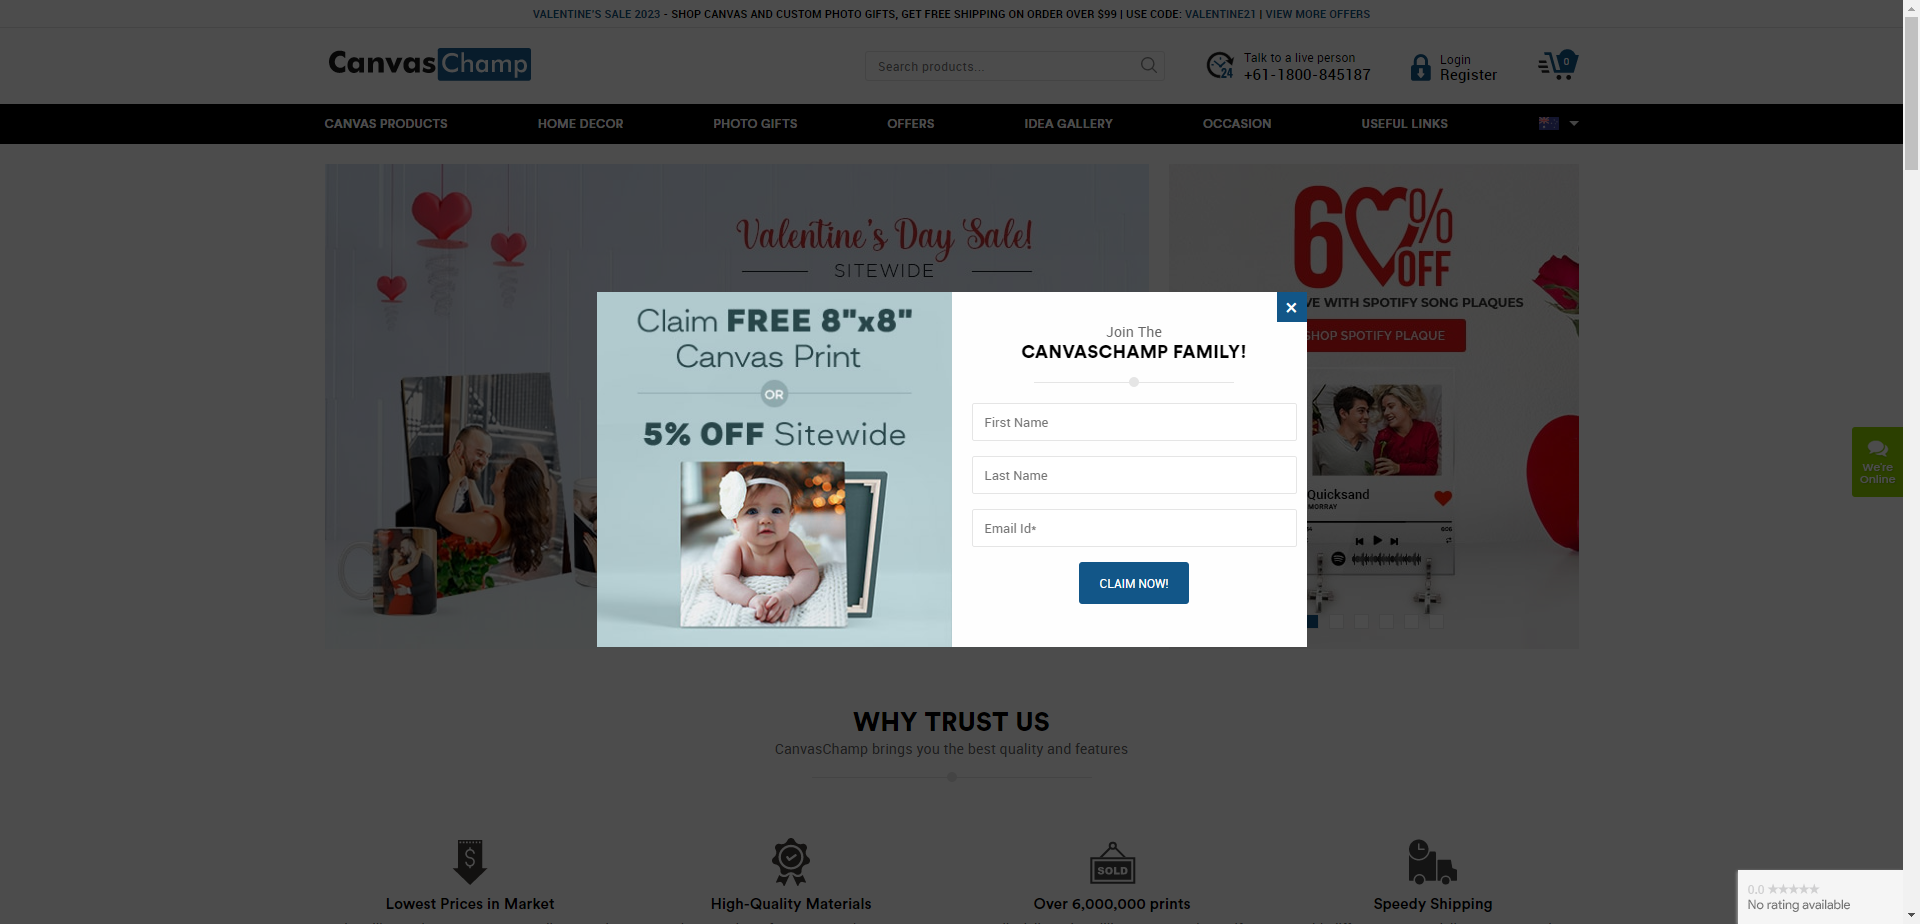 VALENTINE'S SALE 2023 - SHOP CANVAS AND CUSTOM PHOTO GIFTS, GET FREE SHIPPING ON ORDER OVER $99 | USE CODE: VALENTINE21 | VIEW MORE OFFERS
CanvasChamp
Search products...
24
Talk to a live person
+61-1800-845187
Login
Register
0
CANVAS PRODUCTS
HOME DECOR
PHOTO GIFTS
OFFERS
IDEA GALLERY
OCCASION
USEFUL LINKS
Valentine's Day Sale!
SITEWIDE
60% OFF
VE WITH SPOTIFY SONG PLAQUES
SHOP SPOTIFY PLAQUE
Quicksand
MORRAY
Claim FREE 8"x8"
Canvas Print
OR
5% OFF Sitewide
Join The
CANVASCHAMP FAMILY!
First Name
Last Name
Email Id*
CLAIM NOW!
We're
Online
WHY TRUST US
CanvasChamp brings you the best quality and features
$
SOLD
Lowest Prices in Market
High-Quality Materials
Over 6,000,000 prints
Speedy Shipping
0.0
No rating available